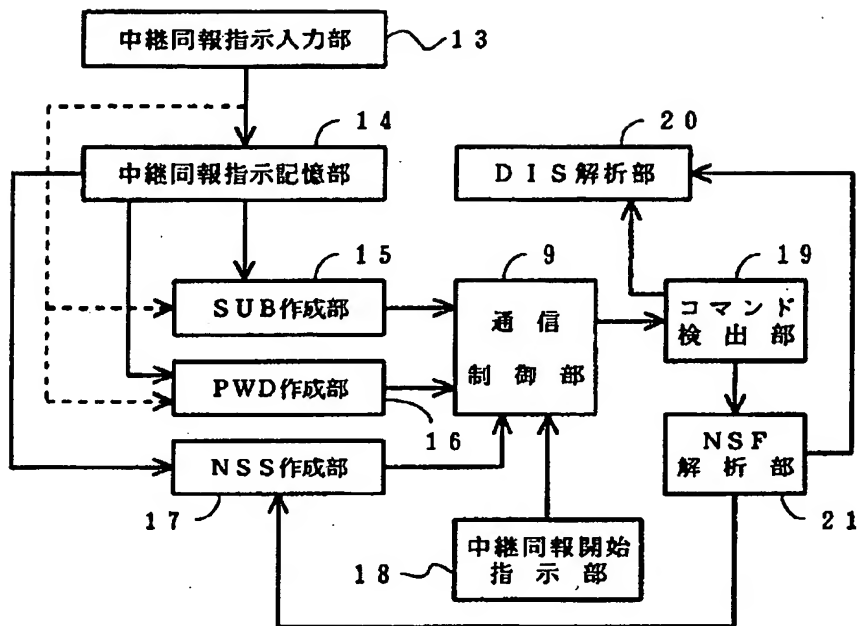 中継同報指示入力部
13
14
20
中継同報指示記憶部
DIS解析部
15
9
19
SUB作成部
通信
制御部
コマンド
検出部
PWD作成部
16
NSF
解析部
NSS作成部
17
21
中継同報開始
指示部
18